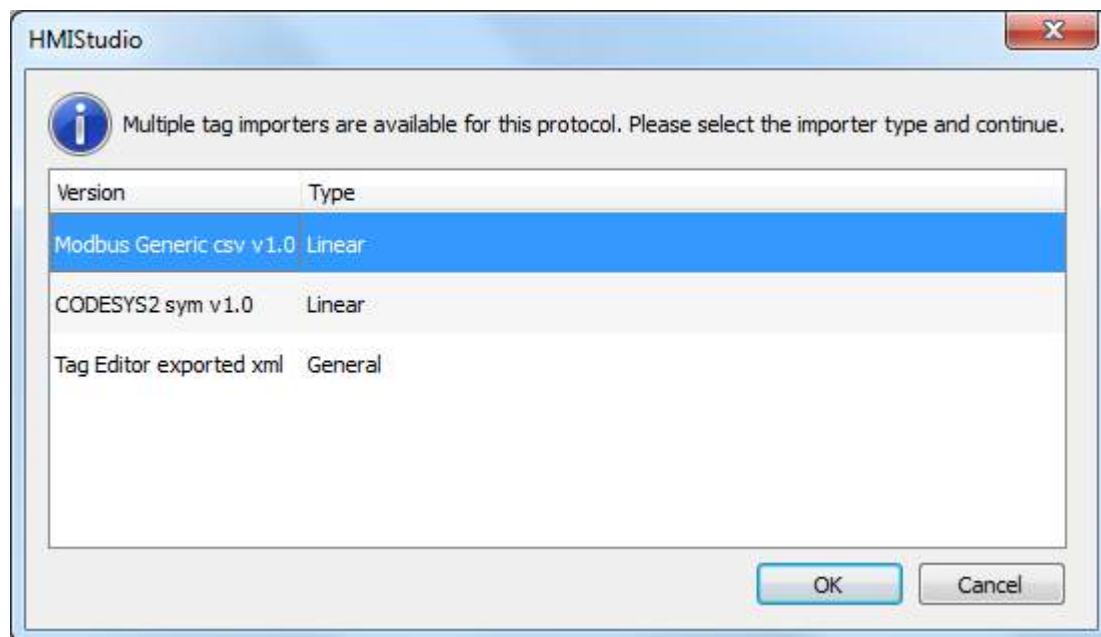 HMIStudio
Multiple tag importers are available for this protocol. Please select the importer type and continue.
Version Type
Modbus Generic csv v1.0 Linear
CODESYS2 sym v1.0 Linear
Tag Editor exported xml General
OK Cancel